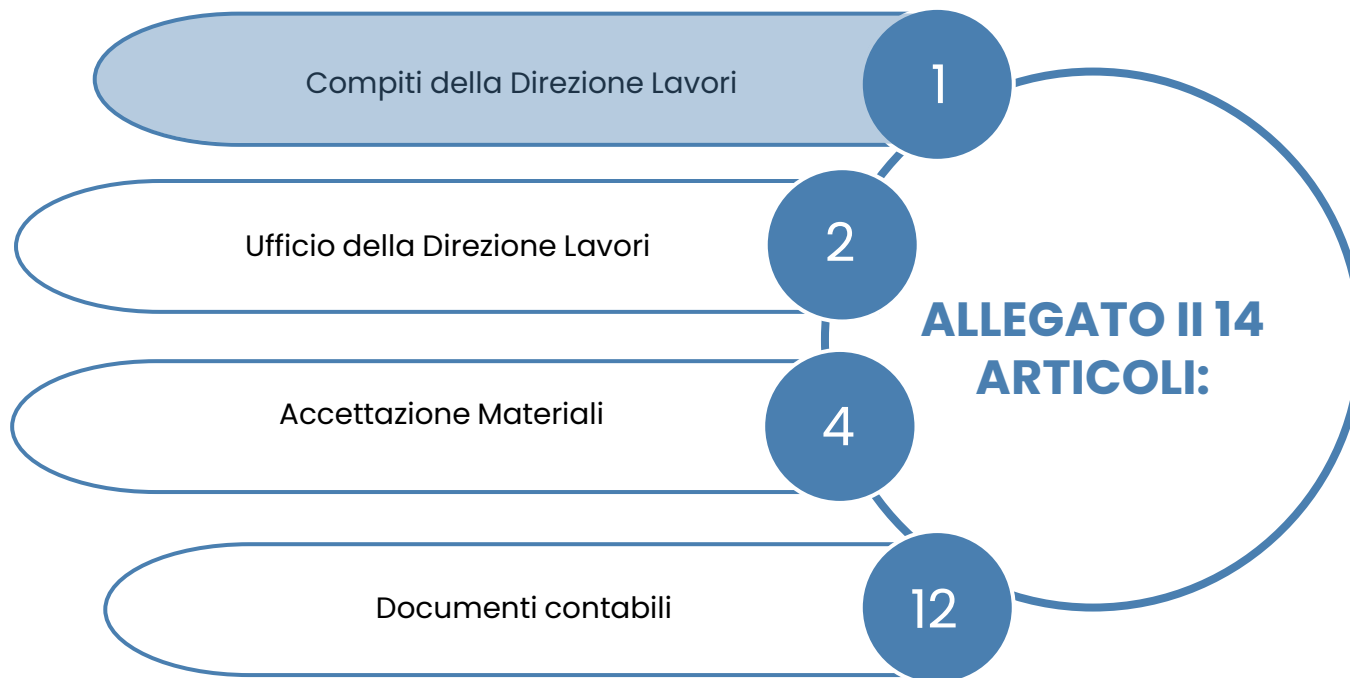 Compiti della Direzione Lavori
1
Ufficio della Direzione Lavori
2
ALLEGATO II 14
ARTICOLI:
Accettazione Materiali
4
Documenti contabili
12